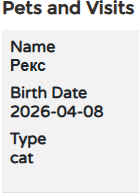 Pets and Visits
Name
Рекс
Birth Date
2026-04-08
Type
cat